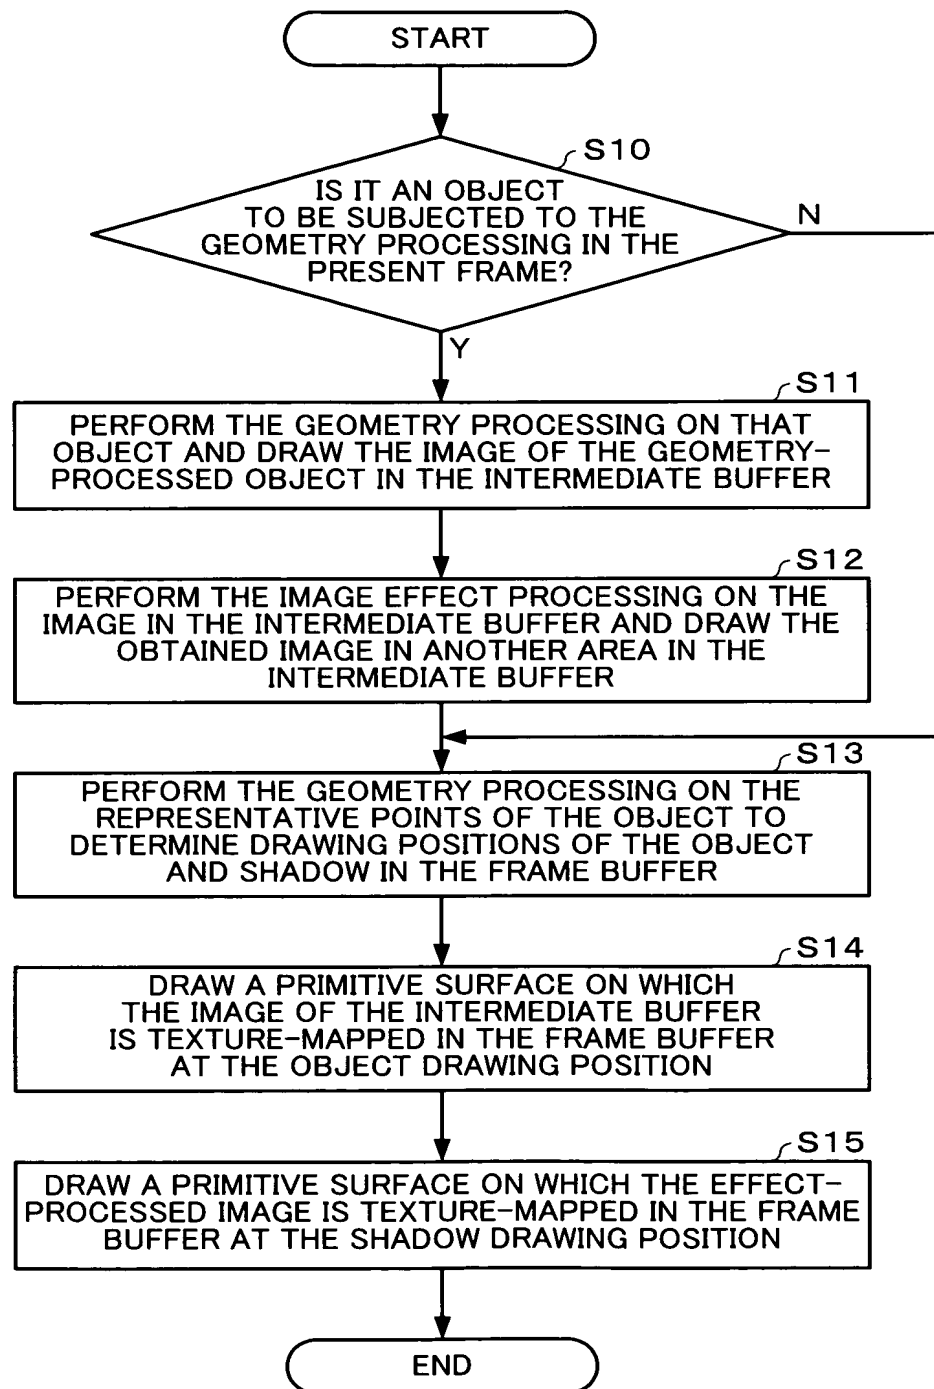 START
S10
IS IT AN OBJECT
TO BE SUBJECTED TO THE
GEOMETRY PROCESSING IN THE
PRESENT FRAME?
N
Y
S11
PERFORM THE GEOMETRY PROCESSING ON THAT
OBJECT AND DRAW THE IMAGE OF THE GEOMETRY-
PROCESSED OBJECT IN THE INTERMEDIATE BUFFER
S12
PERFORM THE IMAGE EFFECT PROCESSING ON THE
IMAGE IN THE INTERMEDIATE BUFFER AND DRAW THE
OBTAINED IMAGE IN ANOTHER AREA IN THE
INTERMEDIATE BUFFER
S13
PERFORM THE GEOMETRY PROCESSING ON THE
REPRESENTATIVE POINTS OF THE OBJECT TO
DETERMINE DRAWING POSITIONS OF THE OBJECT
AND SHADOW IN THE FRAME BUFFER
S14
DRAW A PRIMITIVE SURFACE ON WHICH
THE IMAGE OF THE INTERMEDIATE BUFFER
IS TEXTURE-MAPPED IN THE FRAME BUFFER
AT THE OBJECT DRAWING POSITION
S15
DRAW A PRIMITIVE SURFACE ON WHICH THE EFFECT-
PROCESSED IMAGE IS TEXTURE-MAPPED IN THE FRAME
BUFFER AT THE SHADOW DRAWING POSITION
END